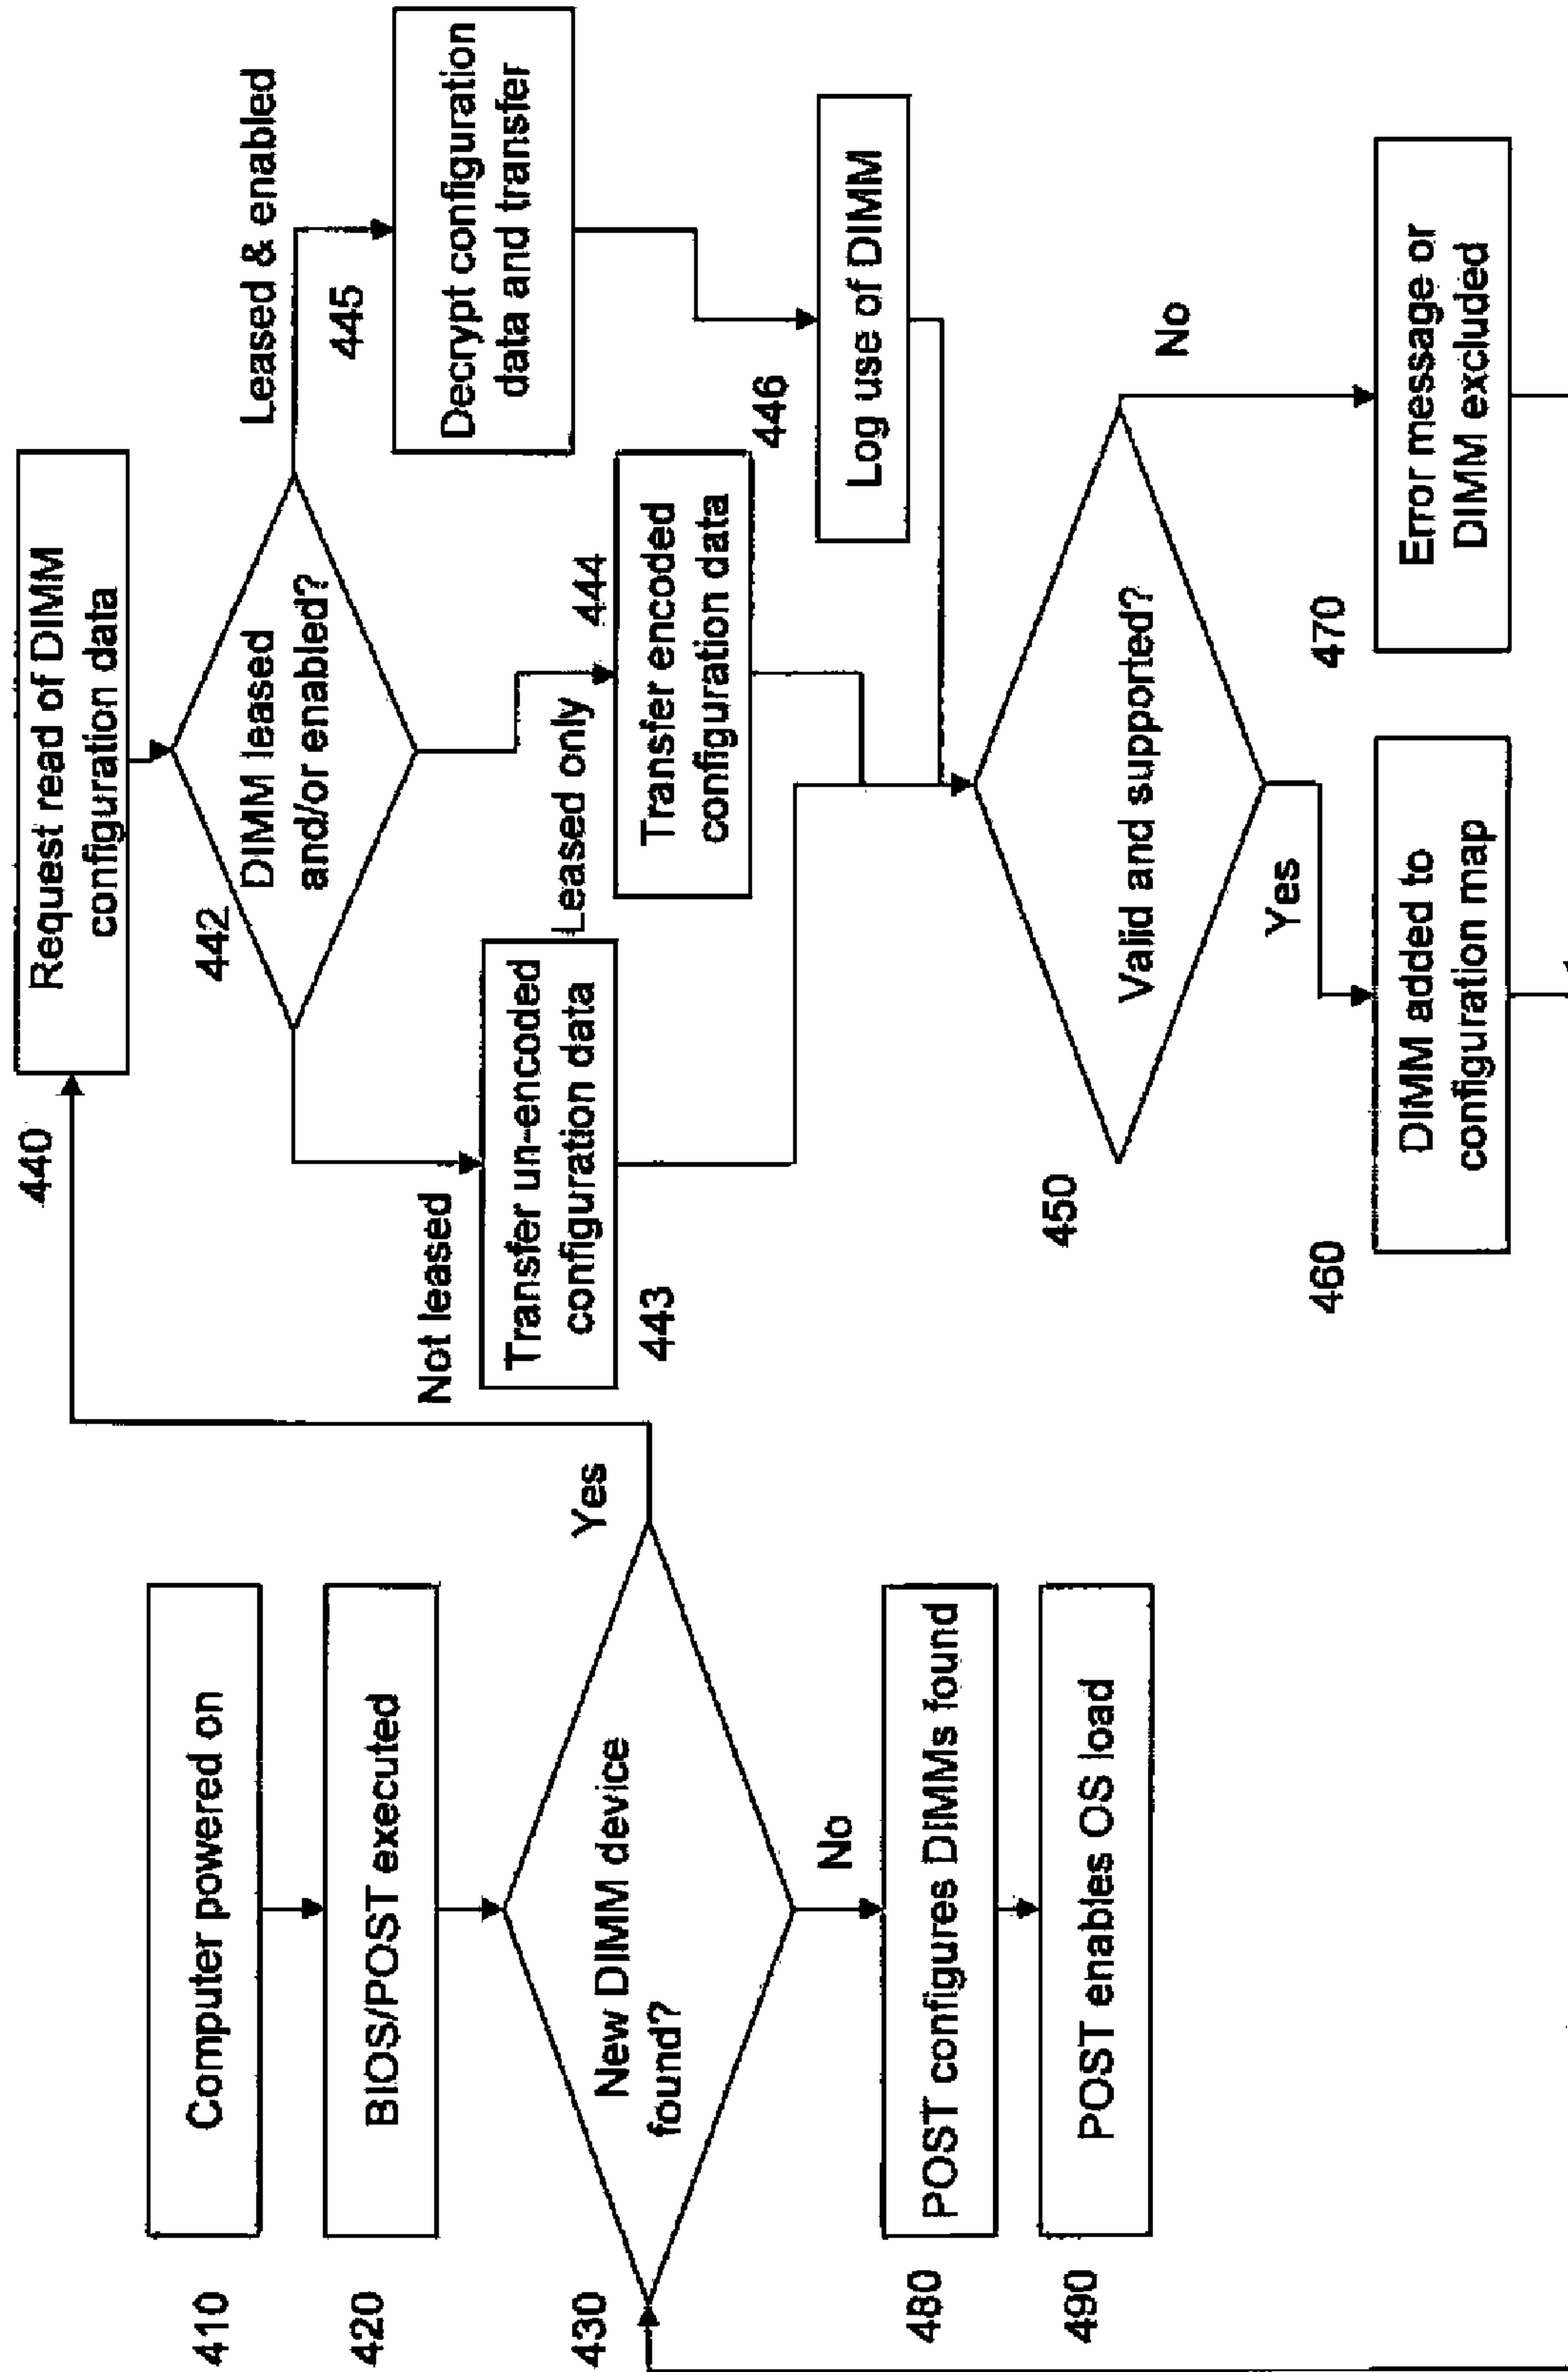 410
Computer powered on
420
BIOS/POST executed
430
New DIMM device
found?
Yes
No
480
POST configures DIMMs found
490
POST enables OS load
440
Request read of DIMM
configuration data
442
DIMM leased
and/or enabled?
Not leased
Transfer un-encoded
configuration data
443
Leased only
444
Transfer encoded
configuration data
Leased & enabled
445
Decrypt configuration
data and transfer
446
Log use of DIMM
450
Valid and supported?
Yes
No
460
DIMM added to
configuration map
470
Error message or
DIMM excluded